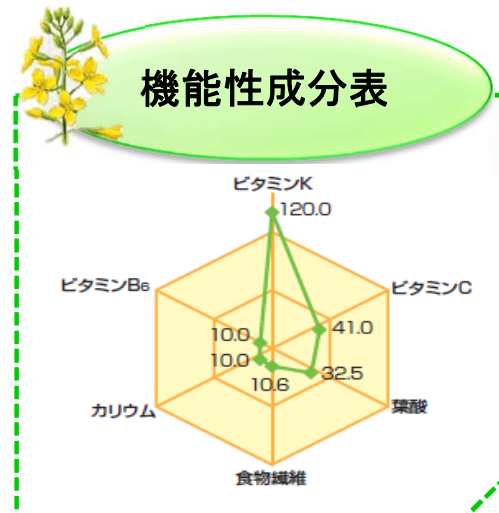 機能性成分表
ビタミンK
120.0
ビタミンB₆
ビタミンC
10.0
41.0
10.0
32.5
10.6
カリウム
葉酸
食物繊維